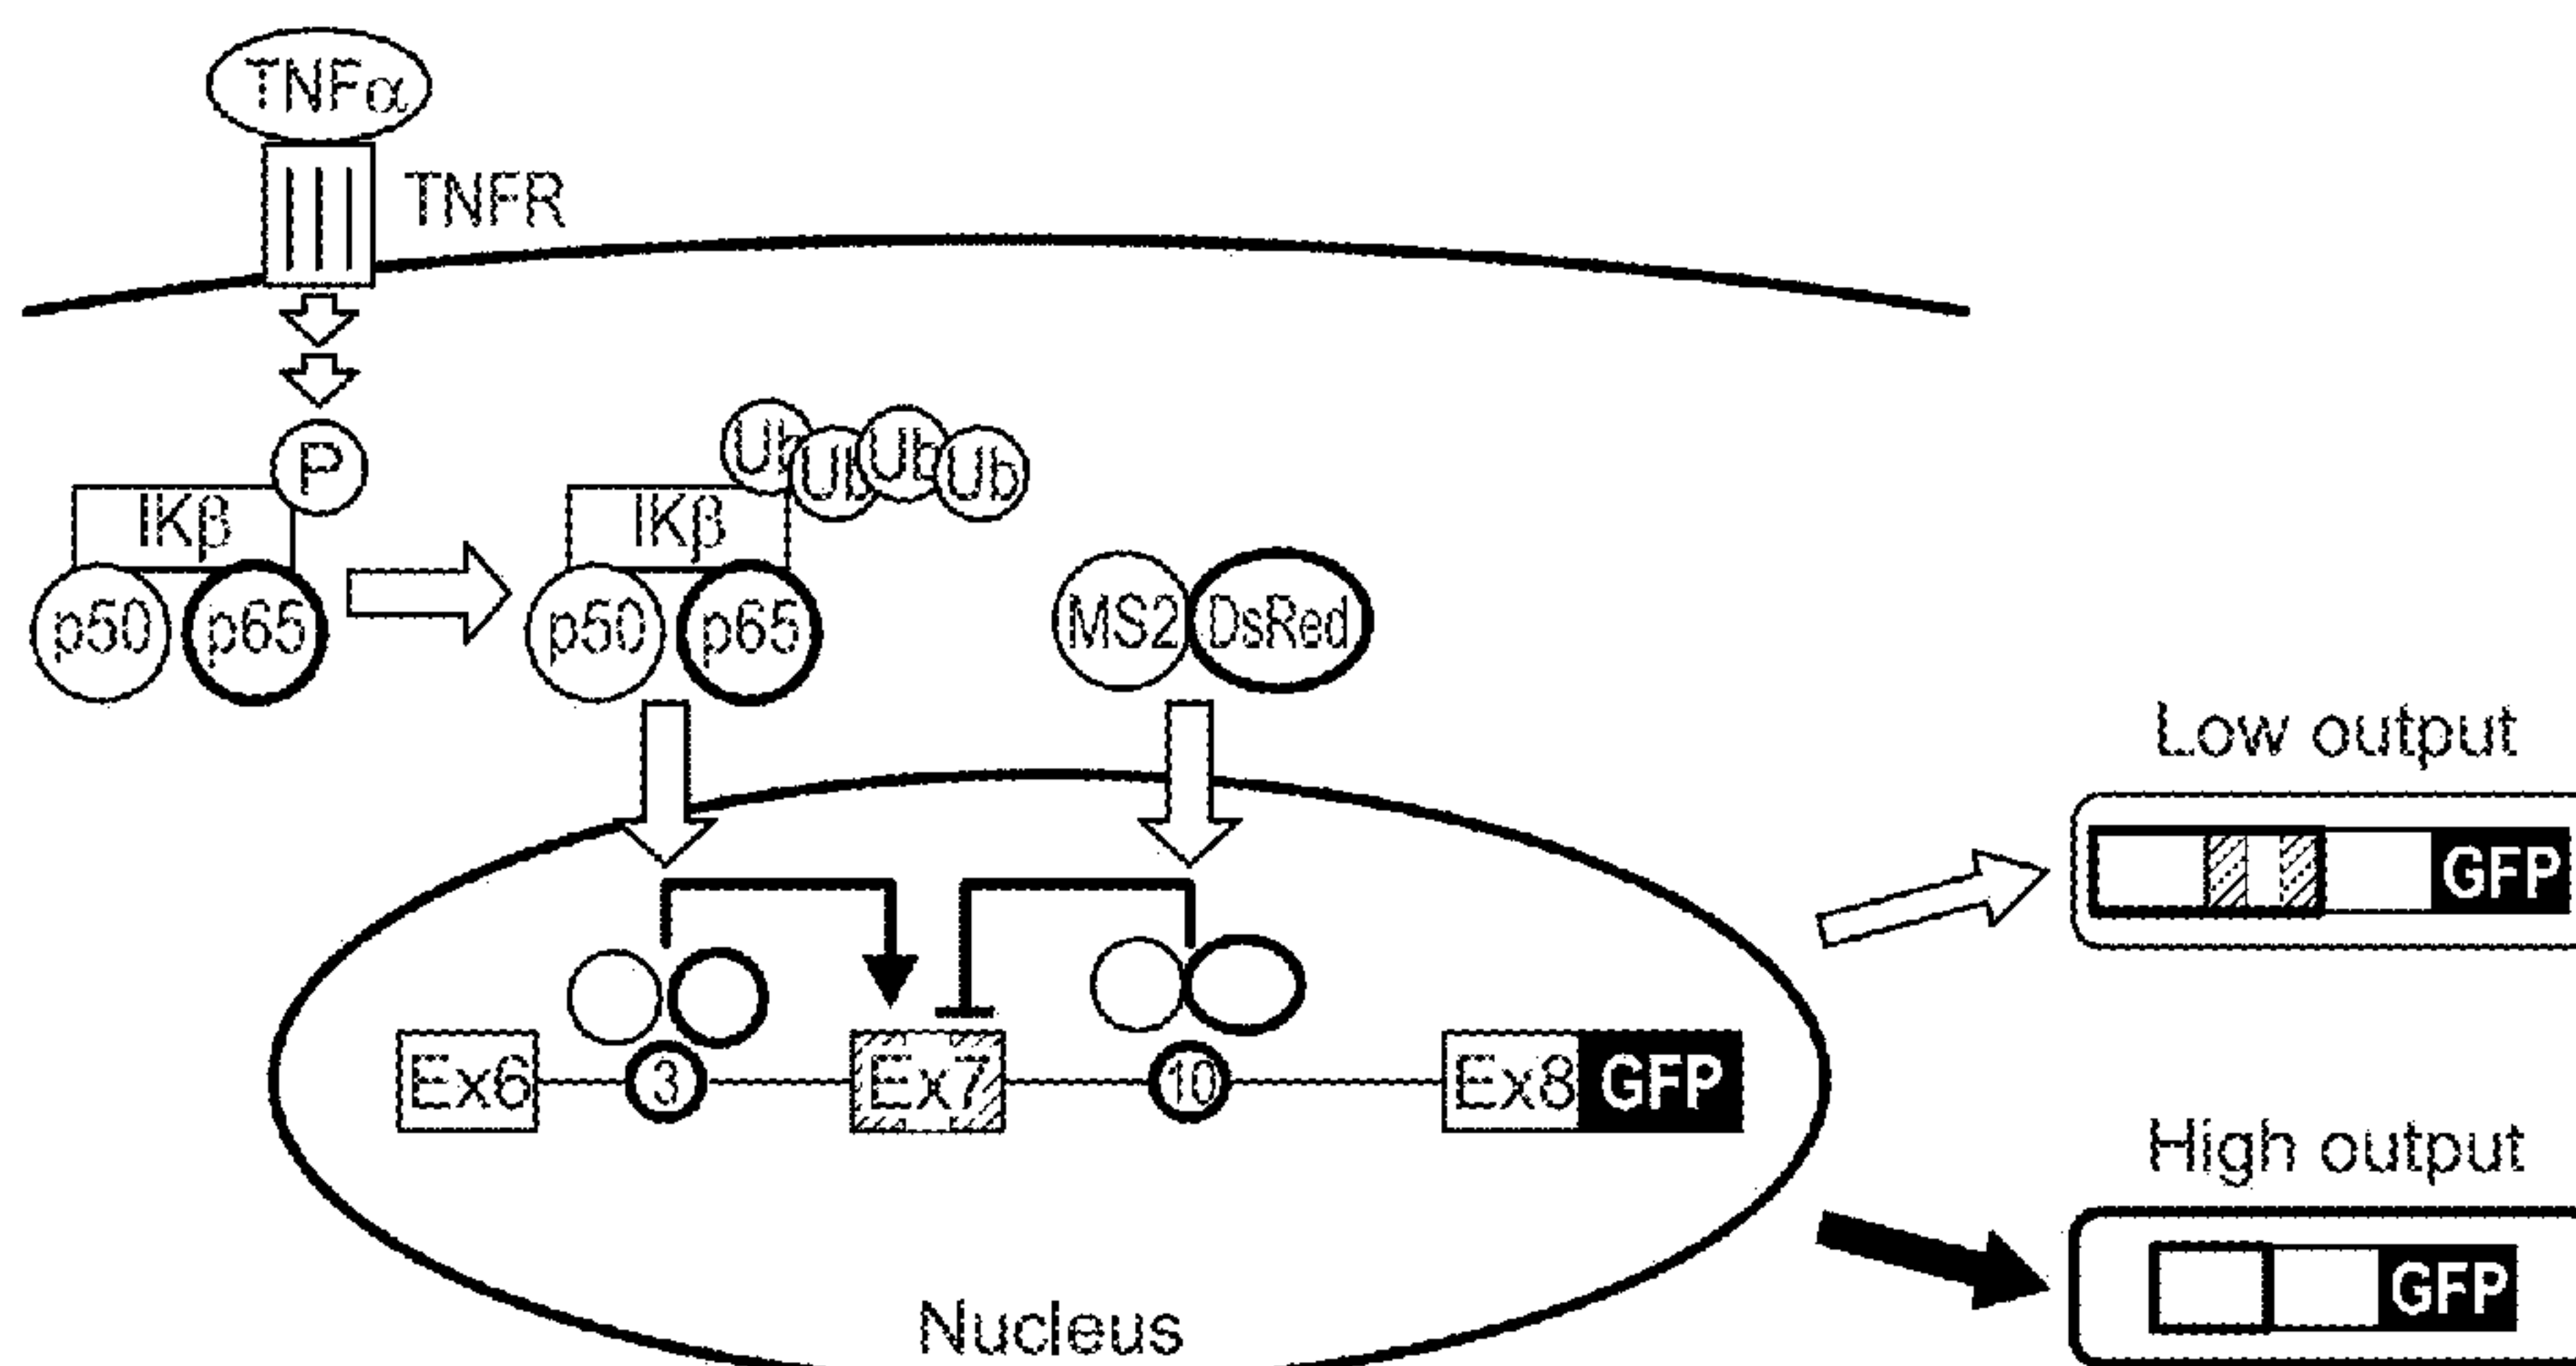 TNFα
TNFR
P
IKβ
p50
p65
Ub
Ub
Ub
Ub
IKβ
p50
p65
MS2
DsRed
Low output
GFP
Ex6
3
Ex7
10
Ex8
GFP
High output
GFP
Nucleus